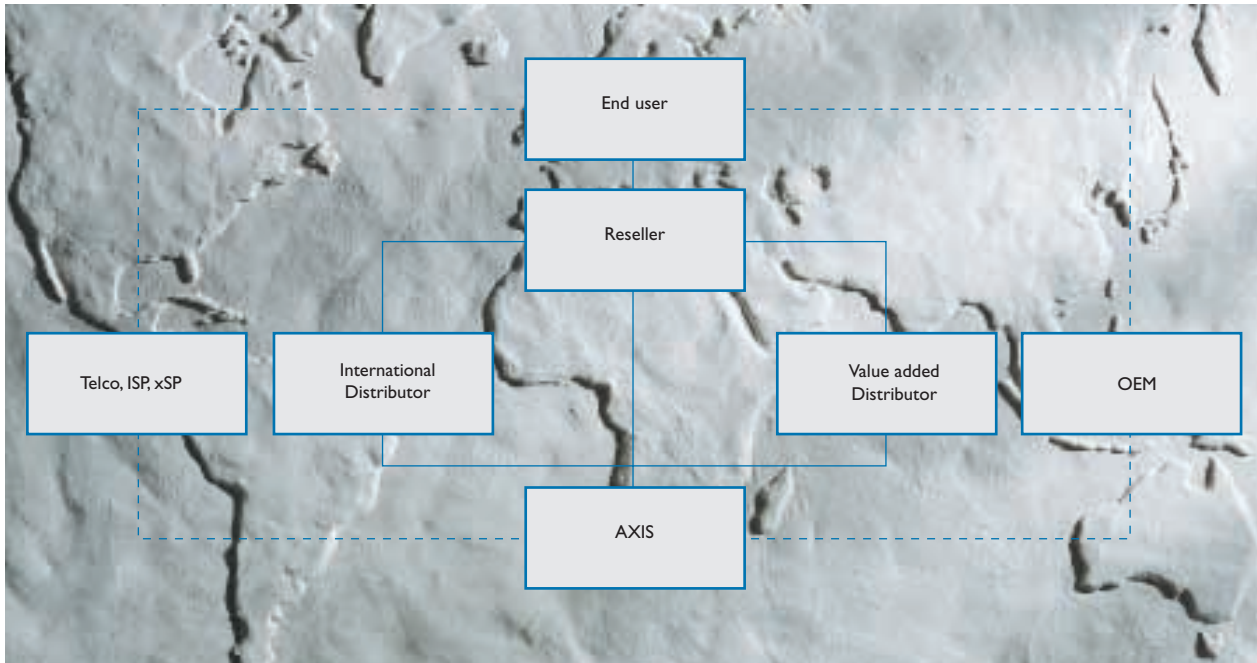 End user
Reseller
Telco, ISP, xSP
International
Distributor
Value added
Distributor
OEM
AXIS